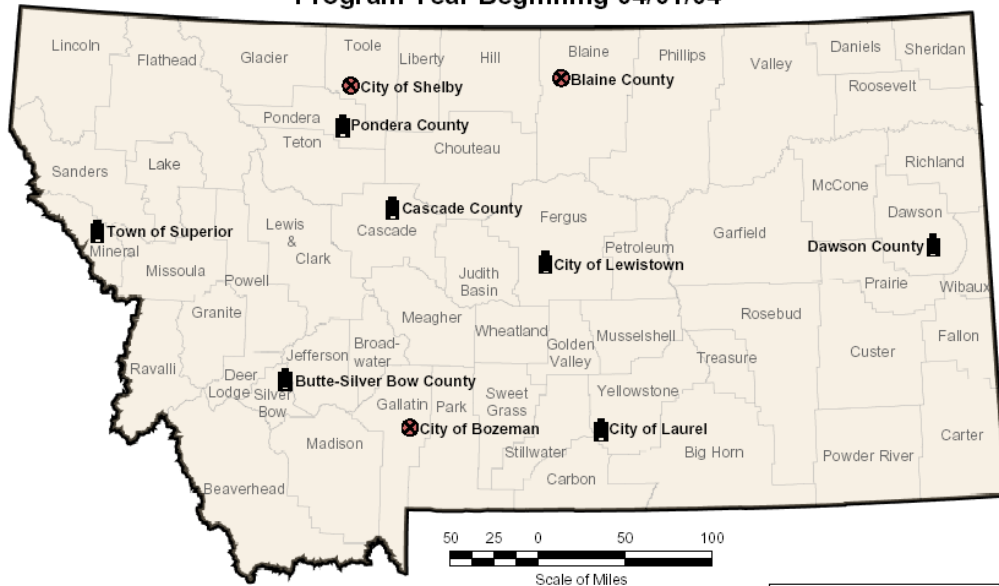 Program Year Beginning 04/01/04
Lincoln
Flathead
Glacier
Toole
Liberty
Hill
Blaine
Phillips
Valley
Daniels
Sheridan
Roosevelt
City of Shelby
Blaine County
Pondera
Pondera County
Teton
Chouteau
Sanders
Lake
Richland
McCone
Dawson
Cascade County
Cascade
Fergus
Lewis
&
Clark
Town of Superior
Mineral
Missoula
Powell
Judith
Basin
City of Lewistown
Petroleum
Garfield
Dawson County
Prairie
Wibaux
Granite
Meagher
Wheatland
Golden
Valley
Musselshell
Rosebud
Treasure
Custer
Fallon
Ravalli
Deer
Lodge
Jefferson
Broad-
water
Butte-Silver Bow County
Silver
Bow
Gallatin
Park
Sweet
Grass
Yellowstone
City of Bozeman
City of Laurel
Madison
Stillwater
Carbon
Big Horn
Powder River
Carter
Beaverhead
50 25 0 50 100
Scale of Miles